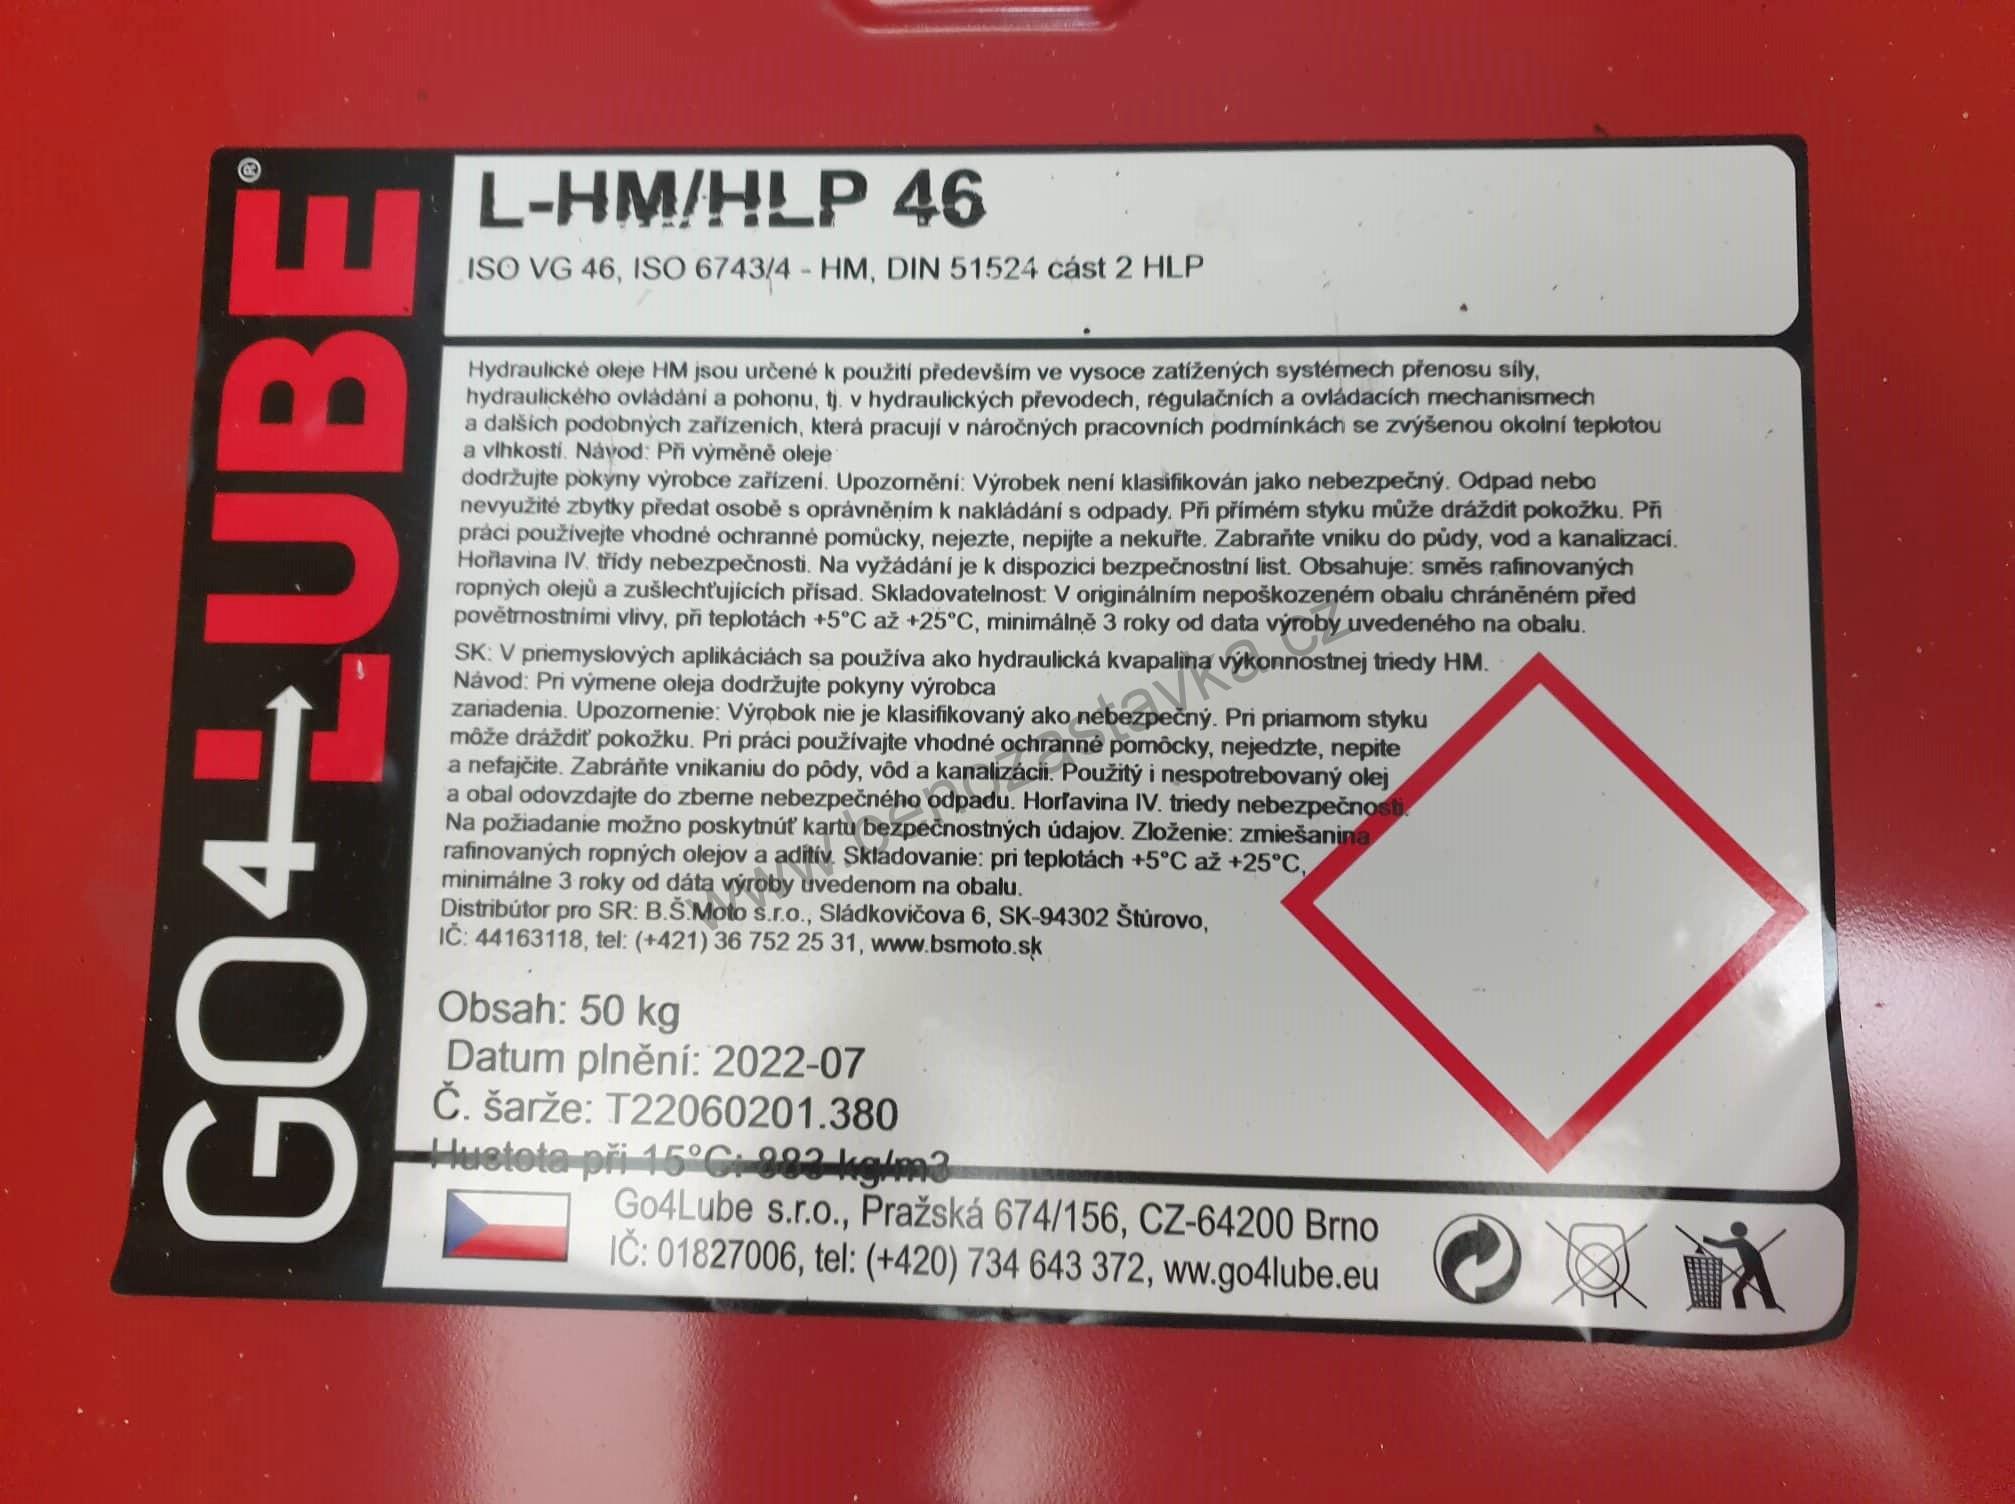 GO4LUBE®
L-HM/HLP 46
ISO VG 46, ISO 6743/4 - HM, DIN 51524 cást 2 HLP
Hydraulické oleje HM jsou určené k použití především ve vysoce zatížených systémech přenosu síly,
hydraulického ovládání a pohonu, tj. v hydraulických převodech, régulačních a ovládacích mechanismech
a dalších podobných zařízeních, která pracují v náročných pracovních podmínkách se zvýšenou okolní teplotou
a vlhkostí. Návod: Při výměně oleje
dodržujte pokyny výrobce zařízení. Upozornění: Výrobek není klasifikován jako nebezpečný. Odpad nebo
nevyužité zbytky předat osobě s oprávněním k nakládání s odpady. Při přímém styku může dráždit pokožku. Při
práci používejte vhodné ochranné pomůcky, nejezte, nepijte a nekuřte. Zabraňte vniku do půdy, vod a kanalizací.
Hořlavina IV. třídy nebezpečnosti. Na vyžádání je k dispozici bezpečnostní list. Obsahuje: směs rafinovaných
ropných olejů a zušlechťujících přísad. Skladovatelnost: V originálním nepoškozeném obalu chráněném před
povětrnostními vlivy, při teplotách +5°C až +25°C, minimálně 3 roky od data výroby uvedeného na obalu.
SK: V priemyslových aplikáciách sa používa ako hydraulická kvapalina výkonnostnej triedy HM.
Návod: Pri výmene oleja dodržujte pokyny výrobca
zariadenia. Upozornenie: Výrobok nie je klasifikovaný ako nebezpečný. Pri priamom styku
môže dráždiť pokožku. Pri práci používajte vhodné ochranné pomôcky, nejedzte, nepite
a nefajčite. Zabráňte vnikaniu do pôdy, vôd a kanalizácii. Použitý i nespotrebovaný olej
a obal odovzdajte do zberne nebezpečného odpadu. Horľavina IV. triedy nebezpečnosti.
Na požiadanie možno poskytnúť kartu bezpečnostných údajov. Zloženie: zmiešanina
rafinovaných ropných olejov a aditív. Skladovanie: pri teplotách +5°C až +25°C,
minimálne 3 roky od dáta výroby uvedenom na obalu.
Distribútor pro SR: B.Š.Moto s.r.o., Sládkovičova 6, SK-94302 Štúrovo,
IČ: 44163118, tel: (+421) 36 752 25 31, www.bsmoto.sk
www.benozastavka.cz
Obsah: 50 kg
Datum plnění: 2022-07
Č. šarže: T22060201.380
Hustota při 15°C: 883 kg/m3
Go4Lube s.r.o., Pražská 674/156, CZ-64200 Brno
IČ: 01827006, tel: (+420) 734 643 372, ww.go4lube.eu